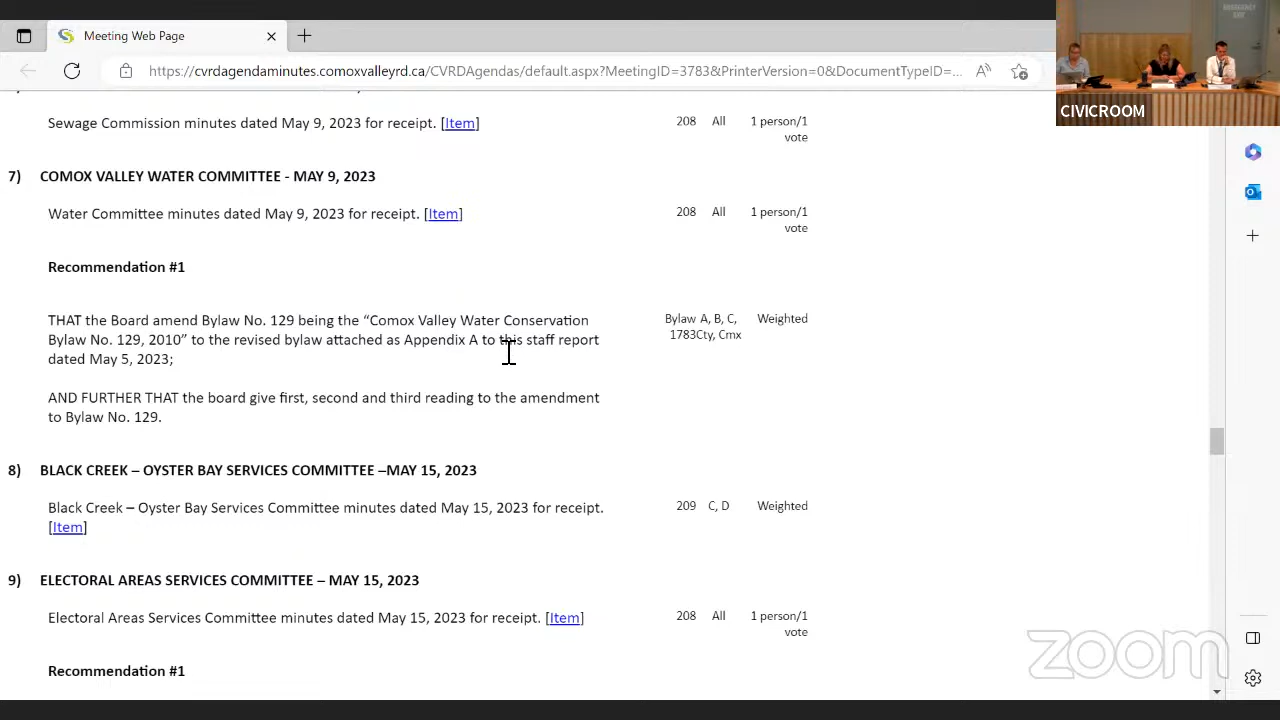 Meeting Web Page
https://cvrdagendaminutes.comoxvalleyrd.ca/CVRDAgendas/default.aspx?MeetingID=3783&PrinterVersion=0&DocumentTypeID=...
CIVICROOM
Sewage Commission minutes dated May 9, 2023 for receipt. [Item] 208 All 1 person/1
vote
7) COMOX VALLEY WATER COMMITTEE - MAY 9, 2023
Water Committee minutes dated May 9, 2023 for receipt. [Item] 208 All 1 person/1
vote
Recommendation #1
THAT the Board amend Bylaw No. 129 being the “Comox Valley Water Conservation Bylaw A, B, C, Weighted
Bylaw No. 129, 2010” to the revised bylaw attached as Appendix A to this staff report 1783Cty, Cmx
dated May 5, 2023;
AND FURTHER THAT the board give first, second and third reading to the amendment
to Bylaw No. 129.
8) BLACK CREEK – OYSTER BAY SERVICES COMMITTEE –MAY 15, 2023
Black Creek – Oyster Bay Services Committee minutes dated May 15, 2023 for receipt. 209 C, D Weighted
[Item]
9) ELECTORAL AREAS SERVICES COMMITTEE – MAY 15, 2023
Electoral Areas Services Committee minutes dated May 15, 2023 for receipt. [Item] 208 All 1 person/1
vote
Recommendation #1
zoom